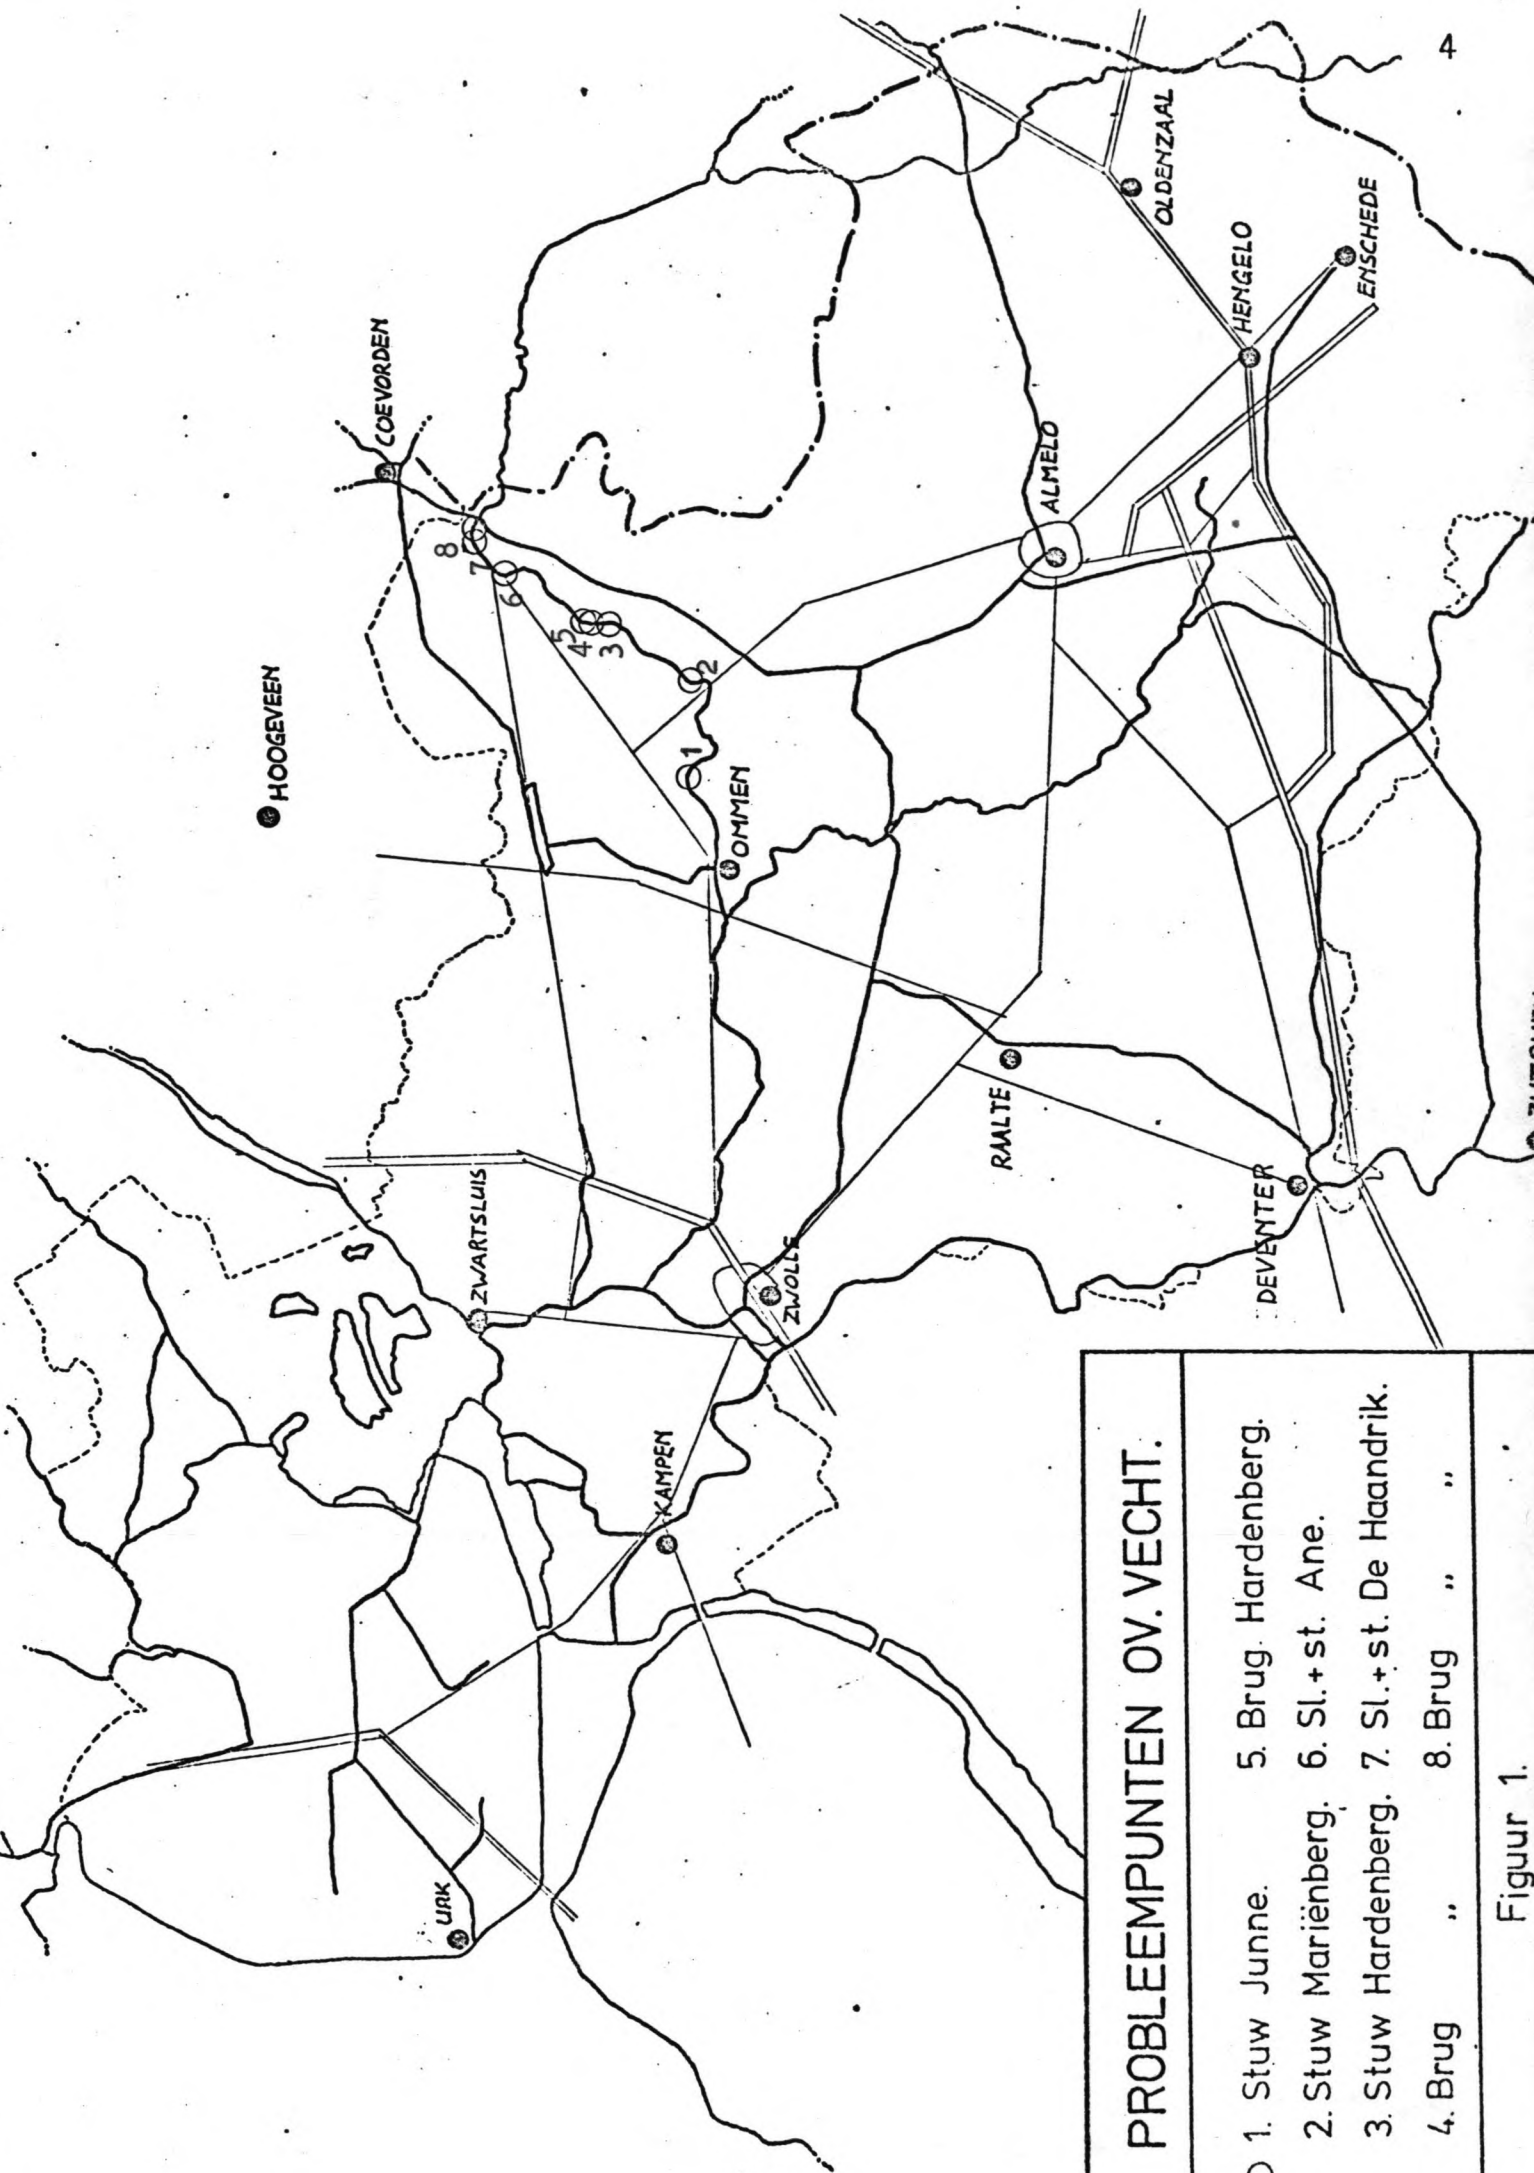 4
HOOGEVEEN
COEVORDEN
8
7
6
5
4
3
2
1
OMMEN
ALMELO
OLDENZAAL
HENGELO
ENSCHEDE
ZWARTSLUIS
ZWOLLE
RAALTE
DEVENTER
KAMPEN
URK
PROBLEEMPUNTEN OV. VECHT.
1. Stuw Junne. 5. Brug Hardenberg.
2. Stuw Mariënberg. 6. Sl.+st. Ane.
3. Stuw Hardenberg. 7. Sl.+st. De Haandrik.
4. Brug ,, 8. Brug ,, ,,
Figuur 1.